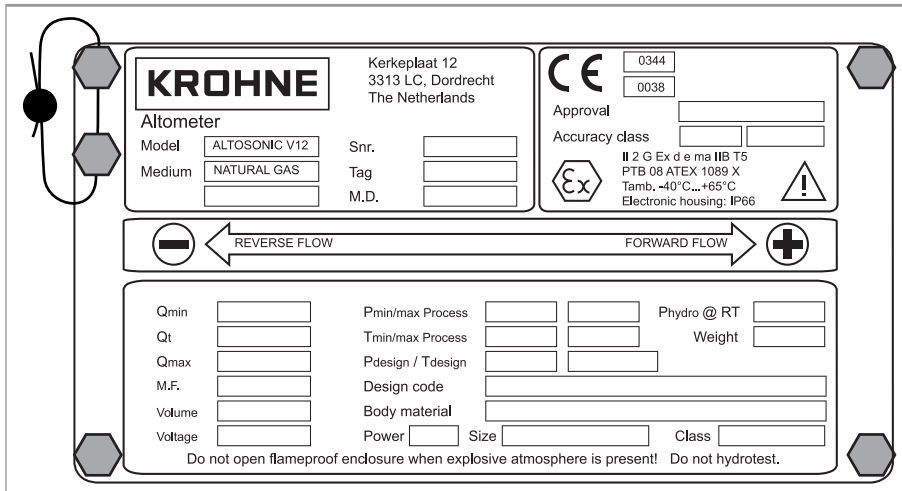 KROHNE
Kerkeplaat 12
3313 LC, Dordrecht
The Netherlands
Altometer
Model ALTOSONIC V12 Snr.
Medium NATURAL GAS Tag
M.D.
CE 0344
0038
Approval
Accuracy class
Ex
II 2 G Ex d e ma IIB T5
PTB 08 ATEX 1089 X
Tamb. -40°C...+65°C
Electronic housing: IP66
REVERSE FLOW FORWARD FLOW
Qmin Pmin/max Process Phydro @ RT
Qt Tmin/max Process Weight
Qmax Pdesign / Tdesign
M.F. Design code
Volume Body material
Voltage Power Size Class
Do not open flameproof enclosure when explosive atmosphere is present! Do not hydrotest.